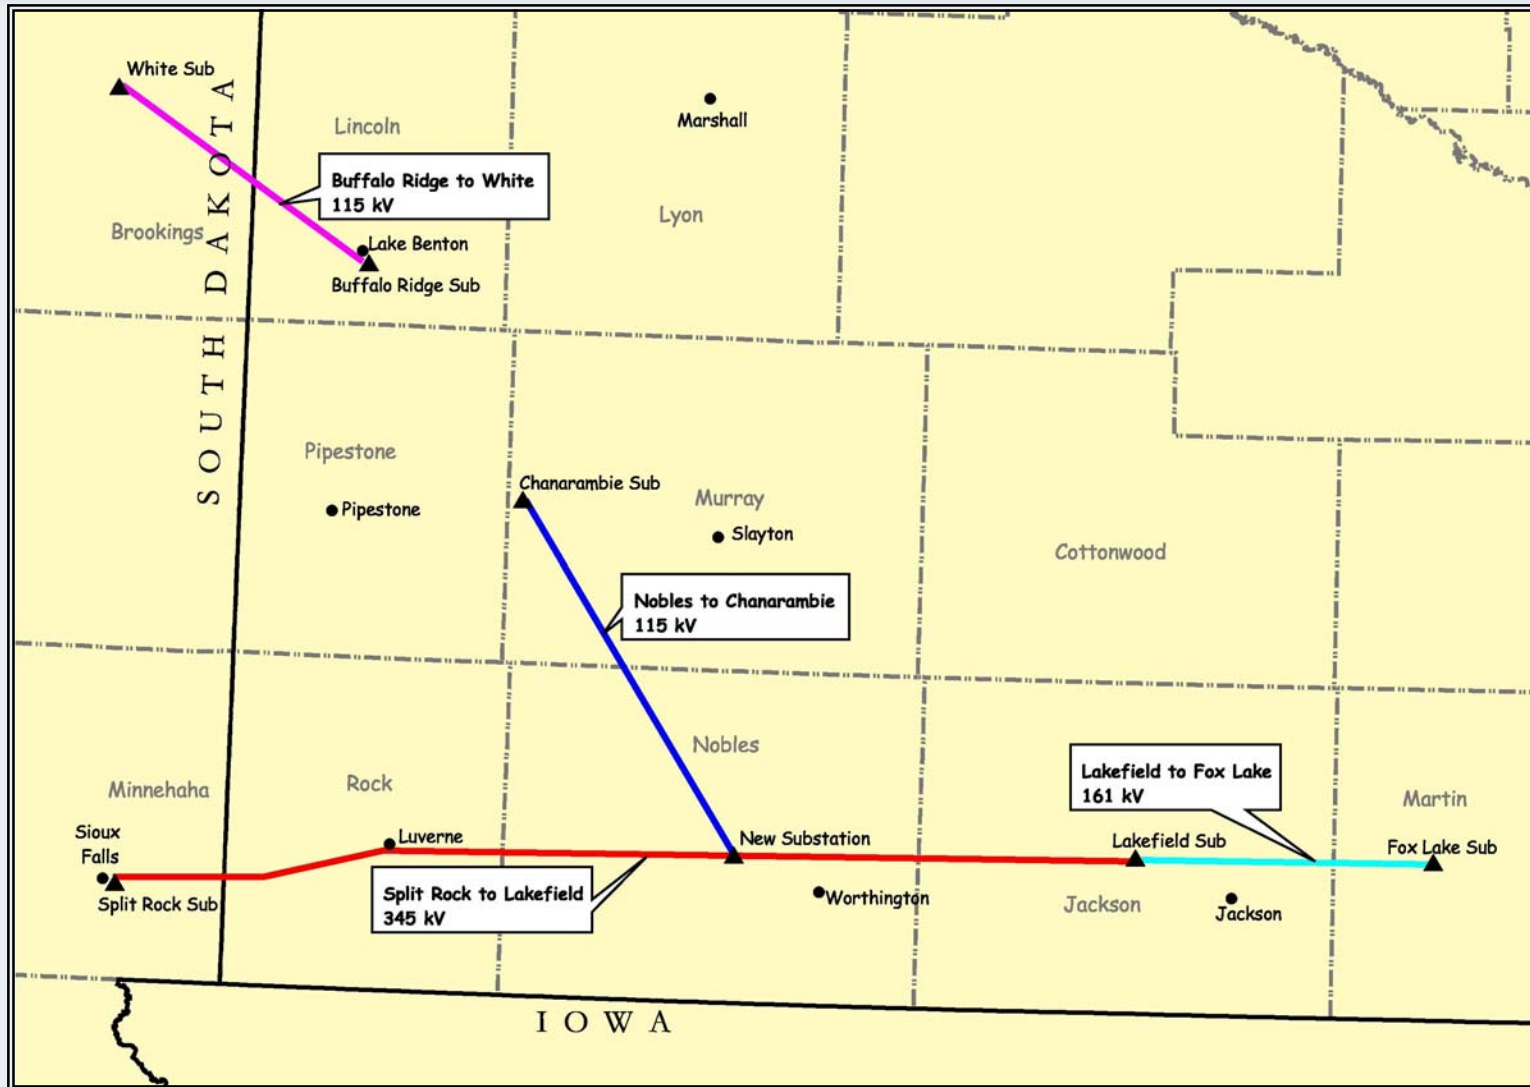 White Sub
SOUTH DAKOTA
Lincoln
Marshall
Buffalo Ridge to White
115 kV
Lyon
Brookings
Lake Benton
Buffalo Ridge Sub
Pipestone
Chanarambie Sub
Murray
Pipestone
Slayton
Cottonwood
Nobles to Chanarambie
115 kV
Nobles
Lakefield to Fox Lake
161 kV
Minnehaha
Rock
Martin
Sioux
Falls
Luverne
New Substation
Lakefield Sub
Fox Lake Sub
Split Rock to Lakefield
345 kV
Split Rock Sub
Worthington
Jackson
Jackson
IOWA